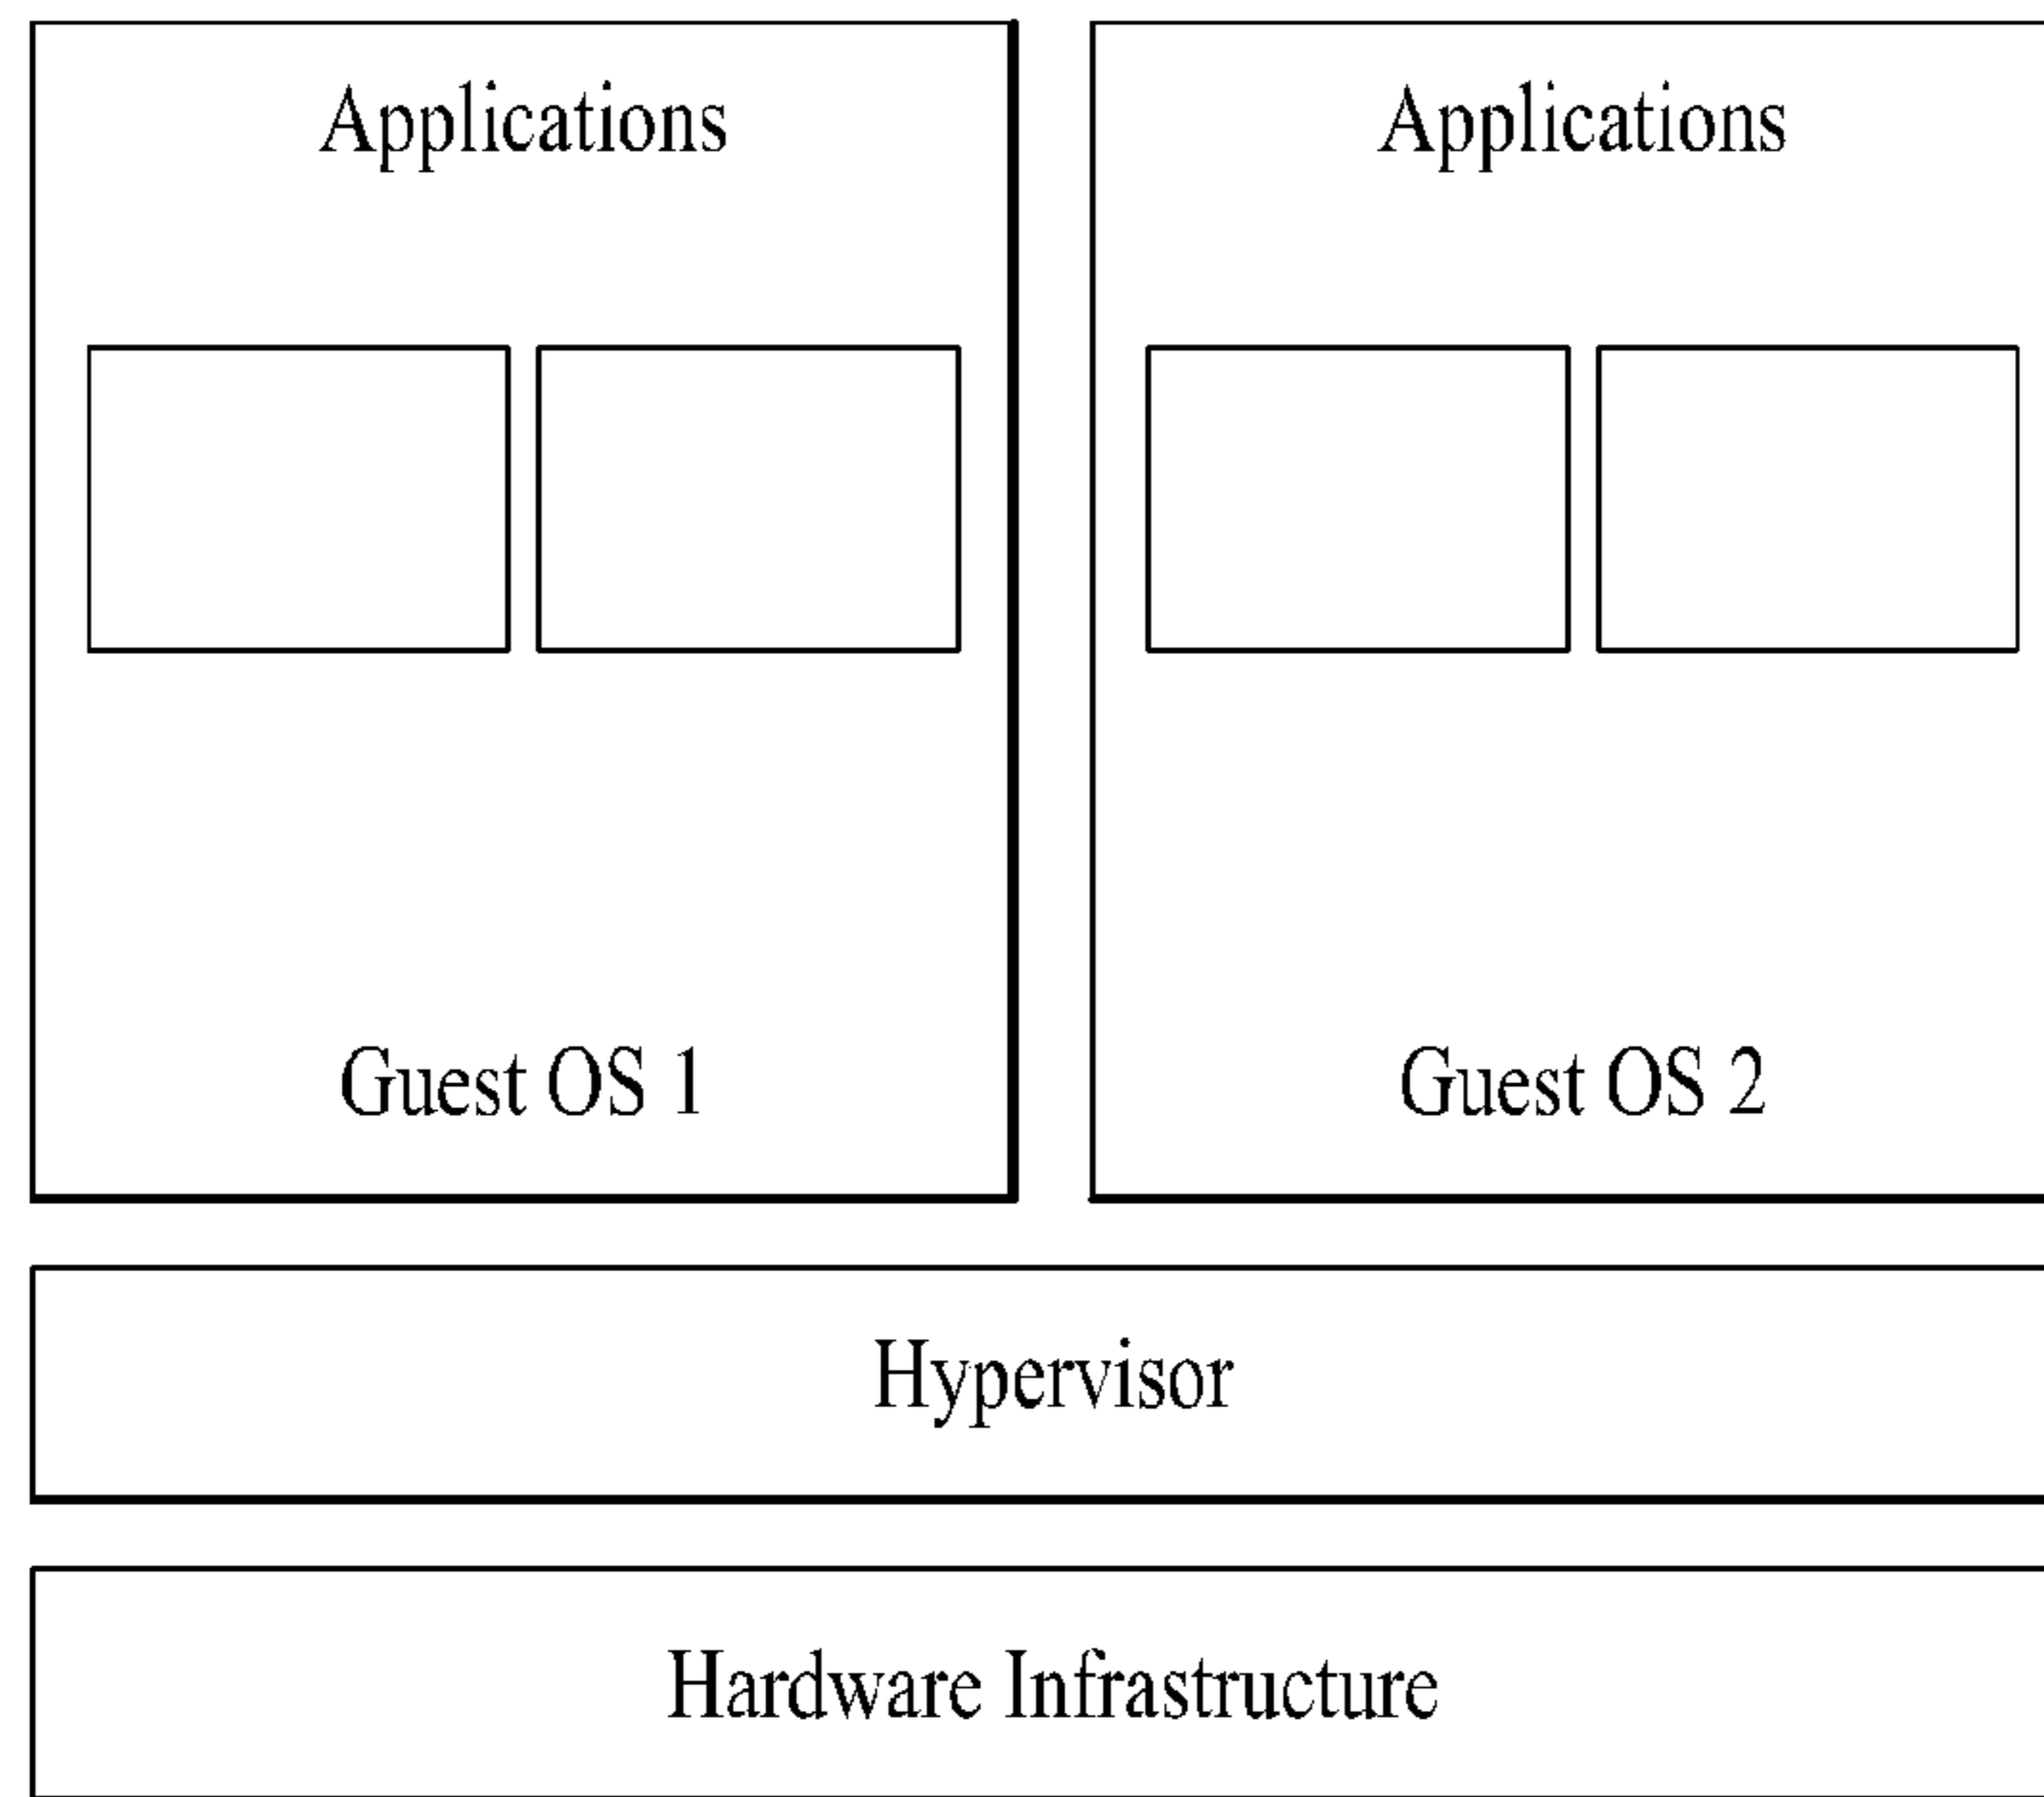 Applications
Applications
Guest OS 1
Guest OS 2
Hypervisor
Hardware Infrastructure